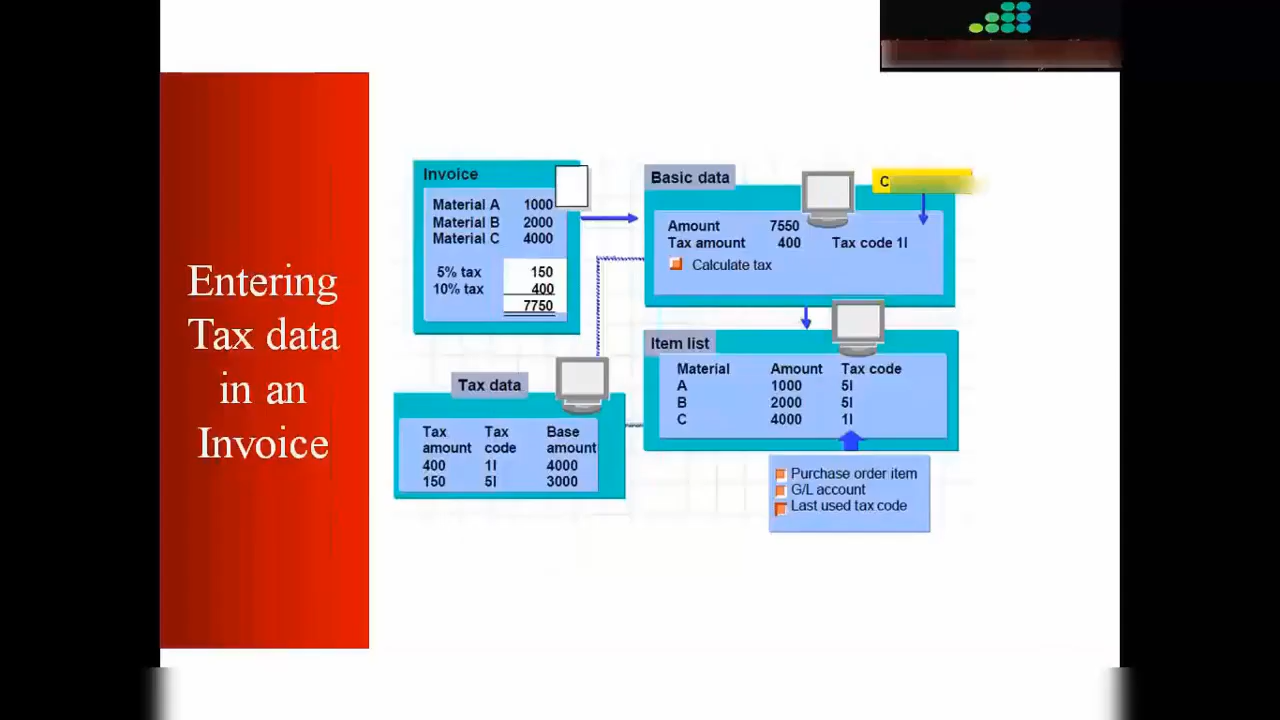 Entering
Tax data
in an
Invoice
Invoice
Material A 1000
Material B 2000
Material C 4000
5% tax 150
10% tax 400
7750
Basic data
C
Amount 7550
Tax amount 400 Tax code 1I
Calculate tax
Item list
Material Amount Tax code
A 1000 5I
B 2000 5I
C 4000 1I
Tax data
Tax Tax Base
amount code amount
400 1I 4000
150 5I 3000
Purchase order item
G/L account
Last used tax code